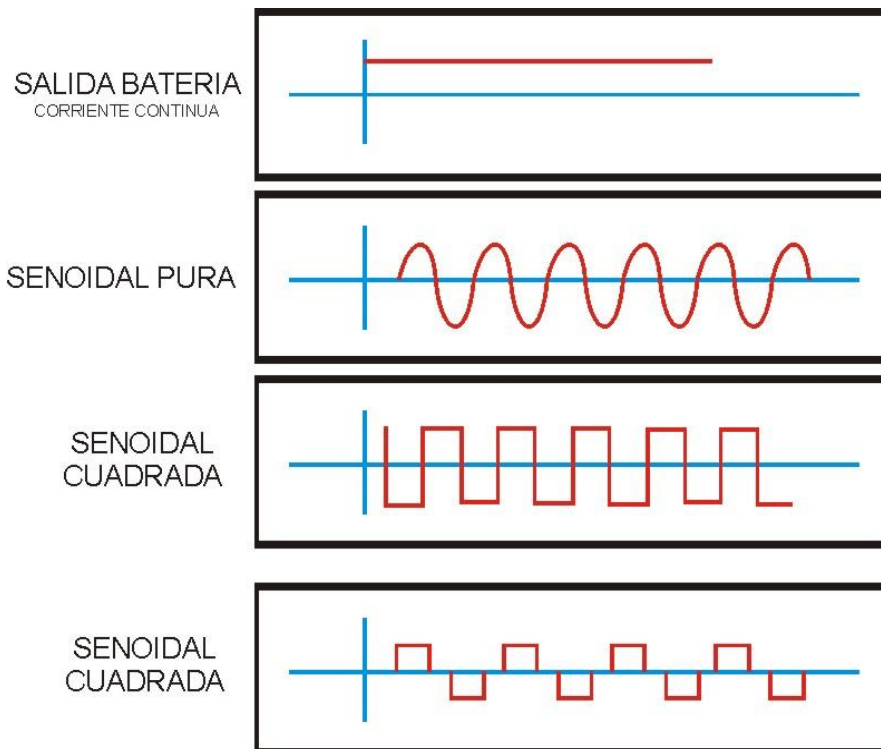 SALIDA BATERIA
CORRIENTE CONTINUA
SENOIDAL PURA
SENOIDAL
CUADRADA
SENOIDAL
CUADRADA